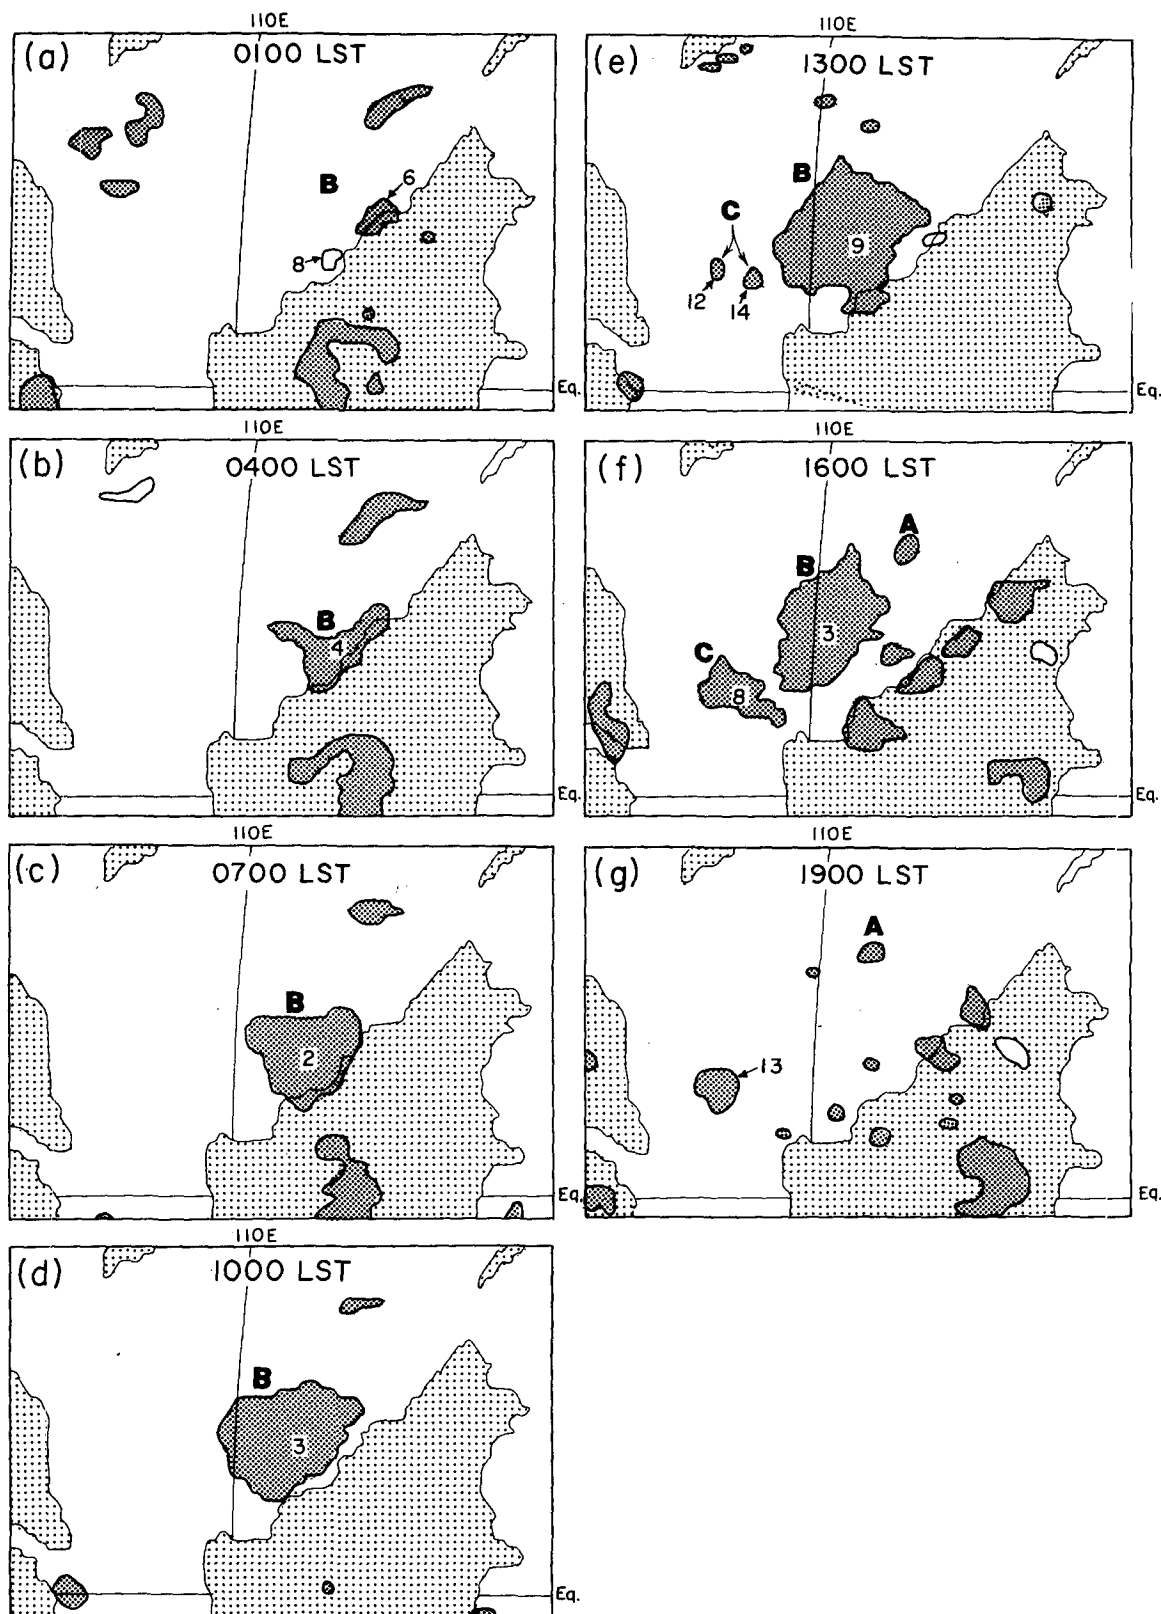 110E
(a)
0100 LST
B
6
8
Eq.
110E
(b)
0400 LST
B
4
Eq.
110E
(c)
0700 LST
B
2
Eq.
110E
(d)
1000 LST
B
3
Eq.
110E
(e)
1300 LST
B
C
9
12
14
Eq.
110E
(f)
1600 LST
A
B
3
C
8
Eq.
110E
(g)
1900 LST
A
13
Eq.